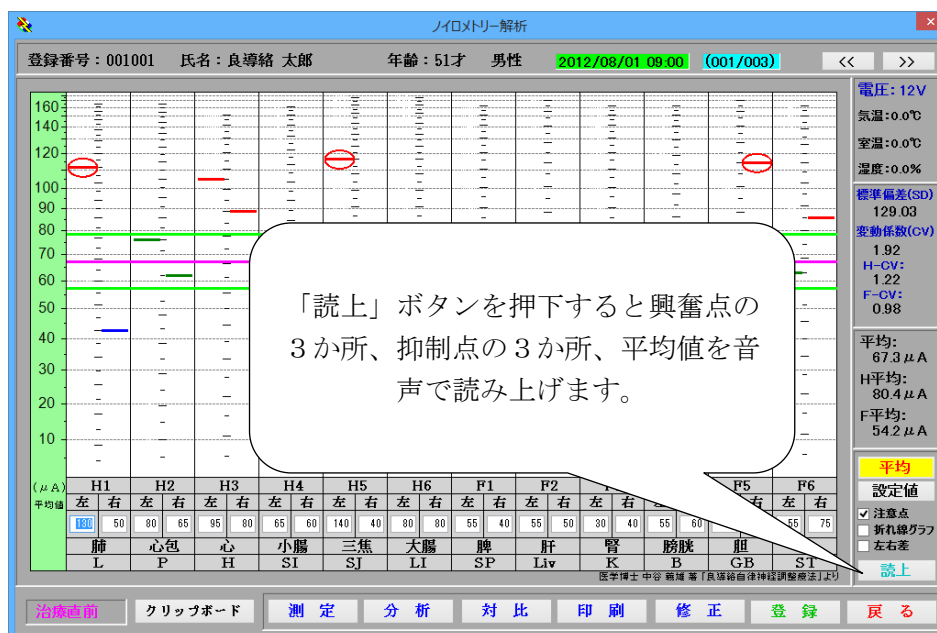 ノイロメトリー解析
×
登録番号：001001 氏名：良導絡 太郎 年齢：51才 男性 2012/08/01 09:00 (001/003) << >>
電圧：12V
気温：0.0℃
室温：0.0℃
湿度：0.0%
標準偏差(SD)
129.03
変動係数(CV)
1.92
H-CV：
1.22
F-CV：
0.98
平均：
67.3μA
H平均：
80.4μA
F平均：
54.2μA
平均
設定値
注意点
折れ線グラフ
左右差
読上
160
140
120
100
90
80
70
60
50
40
30
20
10
「読上」ボタンを押下すると興奮点の
３か所、抑制点の３か所、平均値を音
声で読み上げます。
(μA) H1 H2 H3 H4 H5 H6 F1 F2 F5 F6
平均値 左 右 左 右 左 右 左 右 左 右 左 右 左 右 左 右 左 右
180 50 80 65 95 80 65 60 140 40 80 80 55 40 55 50 30 40 55 60 55 75
肺 心包 心 小腸 三焦 大腸 脾 肝 腎 膀胱 胆
L P H SI SJ LI SP Liv K B GB ST
医学博士 中谷 義雄 著「良導絡自律神経調整療法」より
治療直前 クリップボード 測 定 分 析 対 比 印 刷 修 正 登 録 戻 る